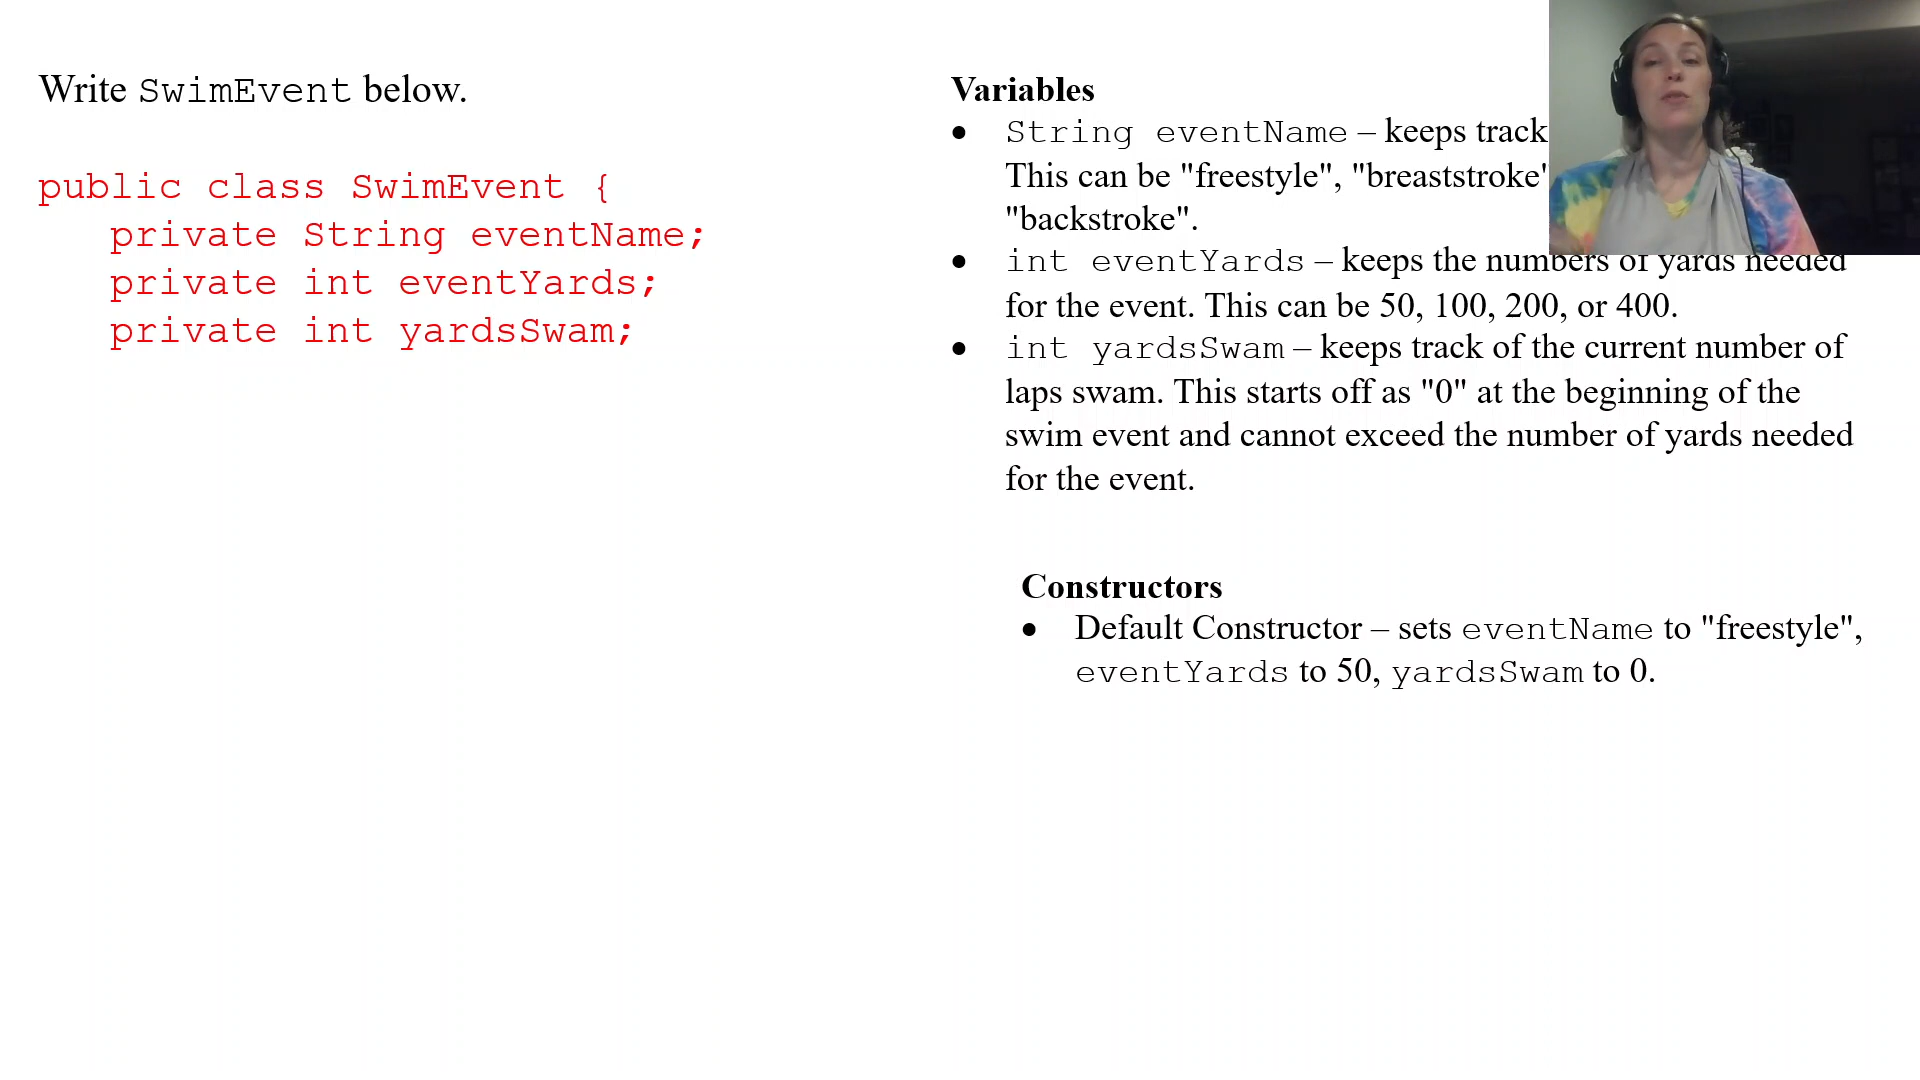 Write SwimEvent below.
public class SwimEvent {
private String eventName;
private int eventYards;
private int yardsSwam;
Variables
• String eventName – keeps track
This can be "freestyle", "breaststroke"
"backstroke".
• int eventYards – keeps the numbers of yards needed
for the event. This can be 50, 100, 200, or 400.
• int yardsSwam – keeps track of the current number of
laps swam. This starts off as "0" at the beginning of the
swim event and cannot exceed the number of yards needed
for the event.
Constructors
• Default Constructor – sets eventName to "freestyle",
eventYards to 50, yardsSwam to 0.